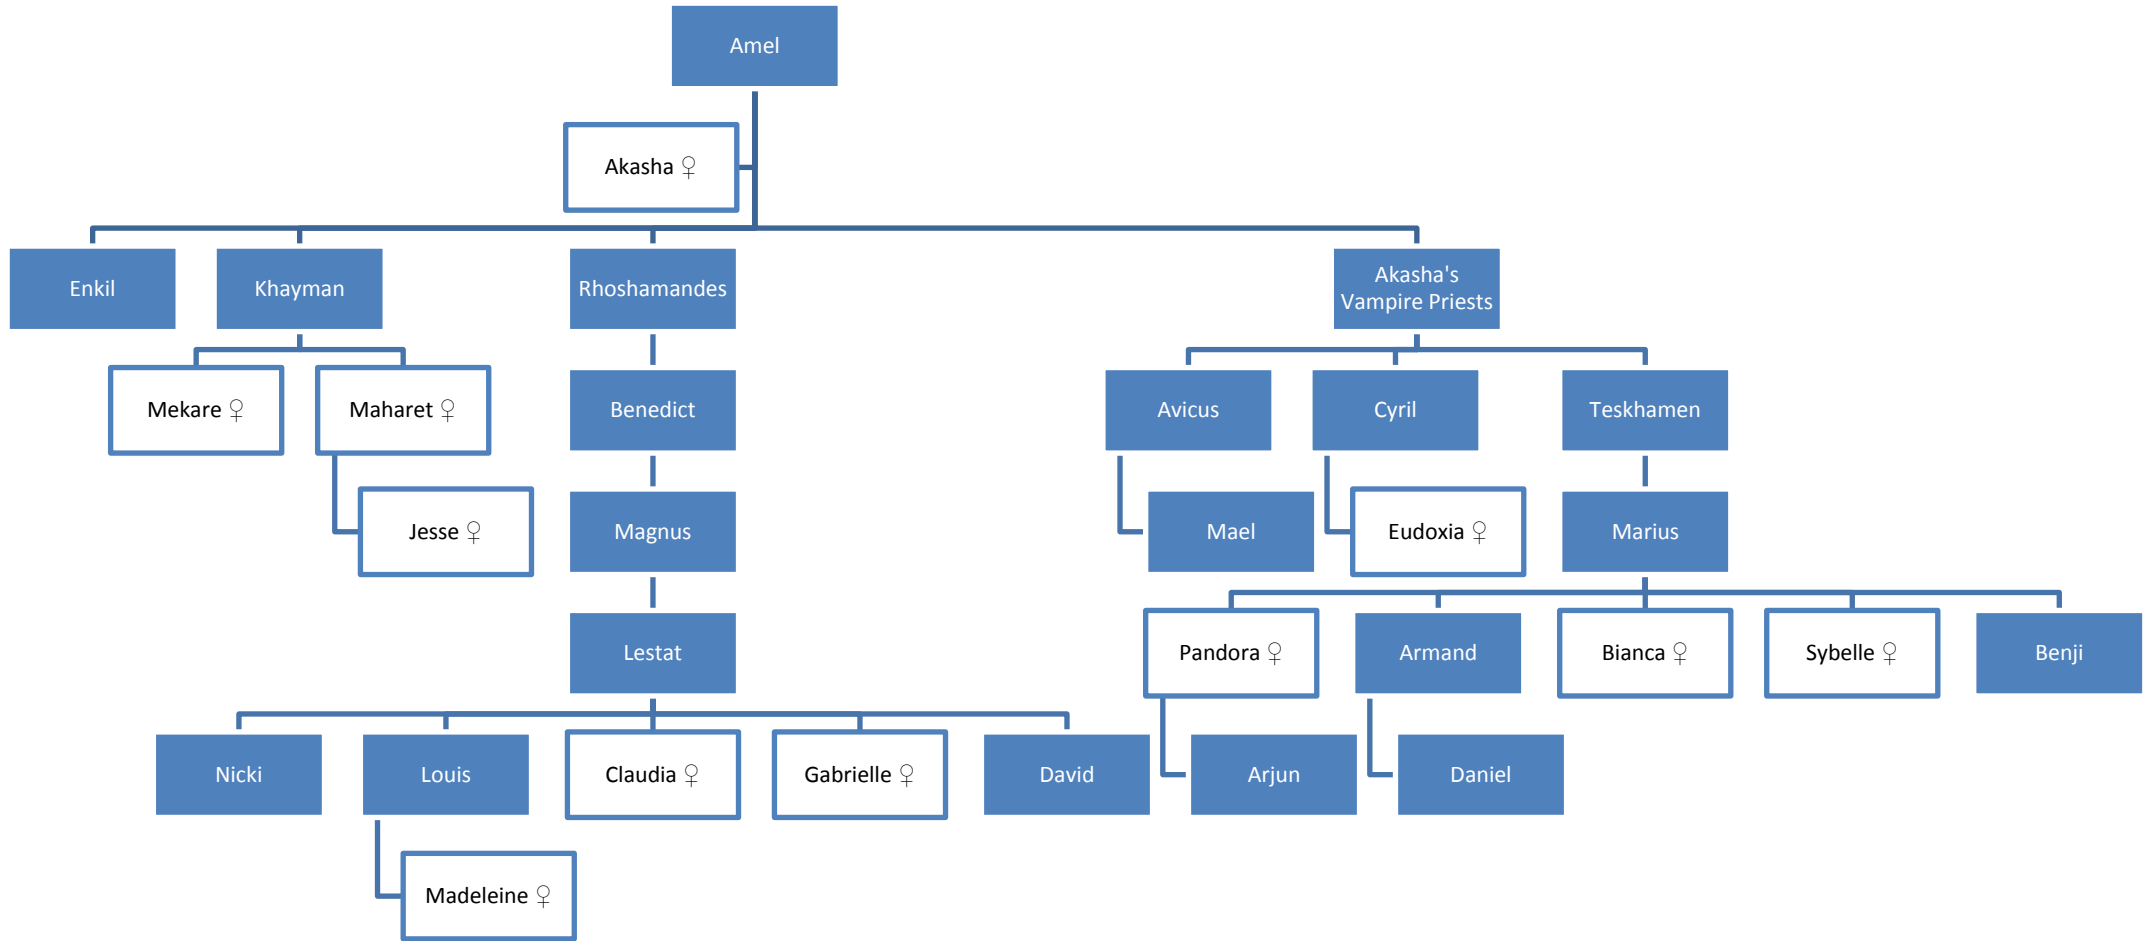 Amel
Akasha ♀
Enkil
Khayman
Rhoshamandes
Akasha's
Vampire Priests
Mekare ♀
Maharet ♀
Benedict
Avicus
Cyril
Teskhamen
Jesse ♀
Magnus
Mael
Eudoxia ♀
Marius
Lestat
Pandora ♀
Armand
Bianca ♀
Sybelle ♀
Benji
Nicki
Louis
Claudia ♀
Gabrielle ♀
David
Arjun
Daniel
Madeleine ♀